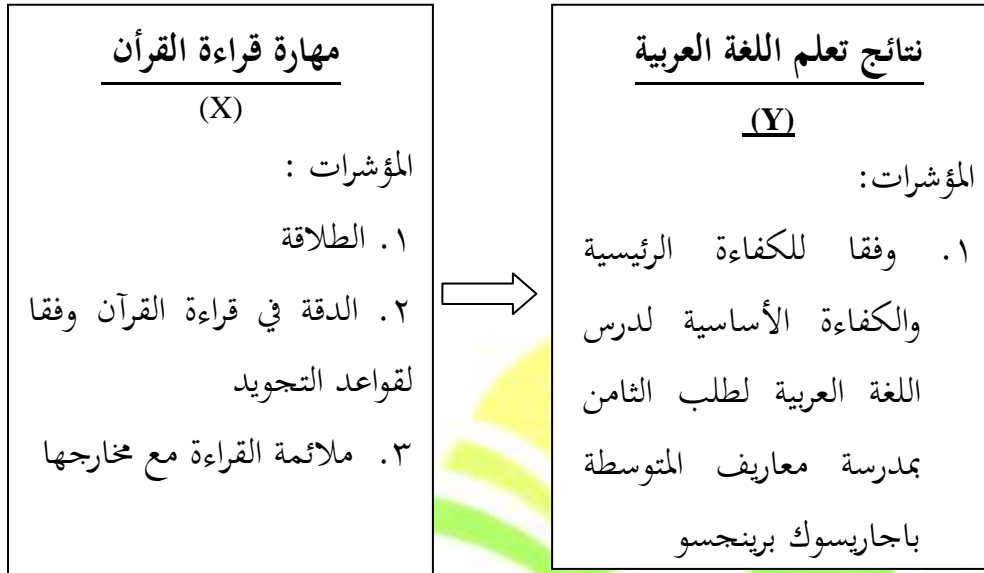 مهارة قراءة القرأن
(X)
المؤشرات :
١. الطلاقة
٢. الدقة في قراءة القرآن وفقا
لقواعد التجويد
٣. ملائمة القراءة مع مخارجها
نتائج تعلم اللغة العربية
(Y)
المؤشرات:
١. وفقا للكفاءة الرئيسية
والكفاءة الأساسية لدرس
اللغة العربية لطلب الثامن
بمدرسة معاريف المتوسطة
باجاريسوك برينجسو